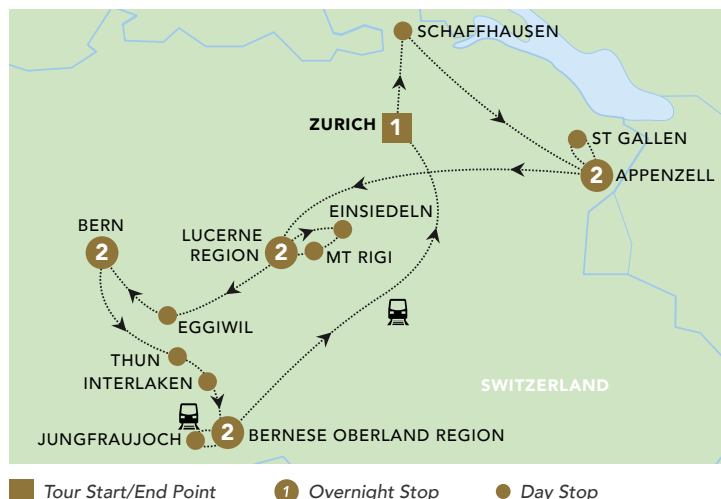 SCHAFFHAUSEN
ZURICH 1
ST GALLEN
2 APPENZELL
EINSIEDELN
BERN
2
LUCERNE
REGION
2
MT RIGI
EGGIWIL
THUN
INTERLAKEN
SWITZERLAND
JUNGFRAUJOCH
2 BERNESE OBERLAND REGION
Tour Start/End Point
1 Overnight Stop
Day Stop